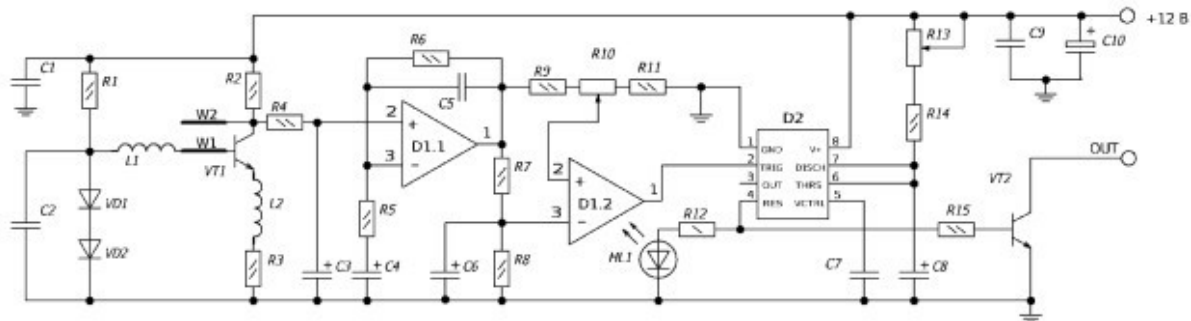 +12 В
R6
R13
C9
C10
C1
R1
R2
R9
R10
R11
C5
D2
R14
W2
R4
2
+
D1.1
1
1
GND
V+
8
OUT
L1
W1
VT1
3
−
R7
2
+
D1.2
1
2
TRIG
DISCH
7
3
OUT
THRS
6
VT2
4
RES
VCTRL
5
C2
VD1
L2
R5
3
−
R12
R15
VD2
R3
+
C3
+
C4
+
C6
R8
HL1
C7
+
C8